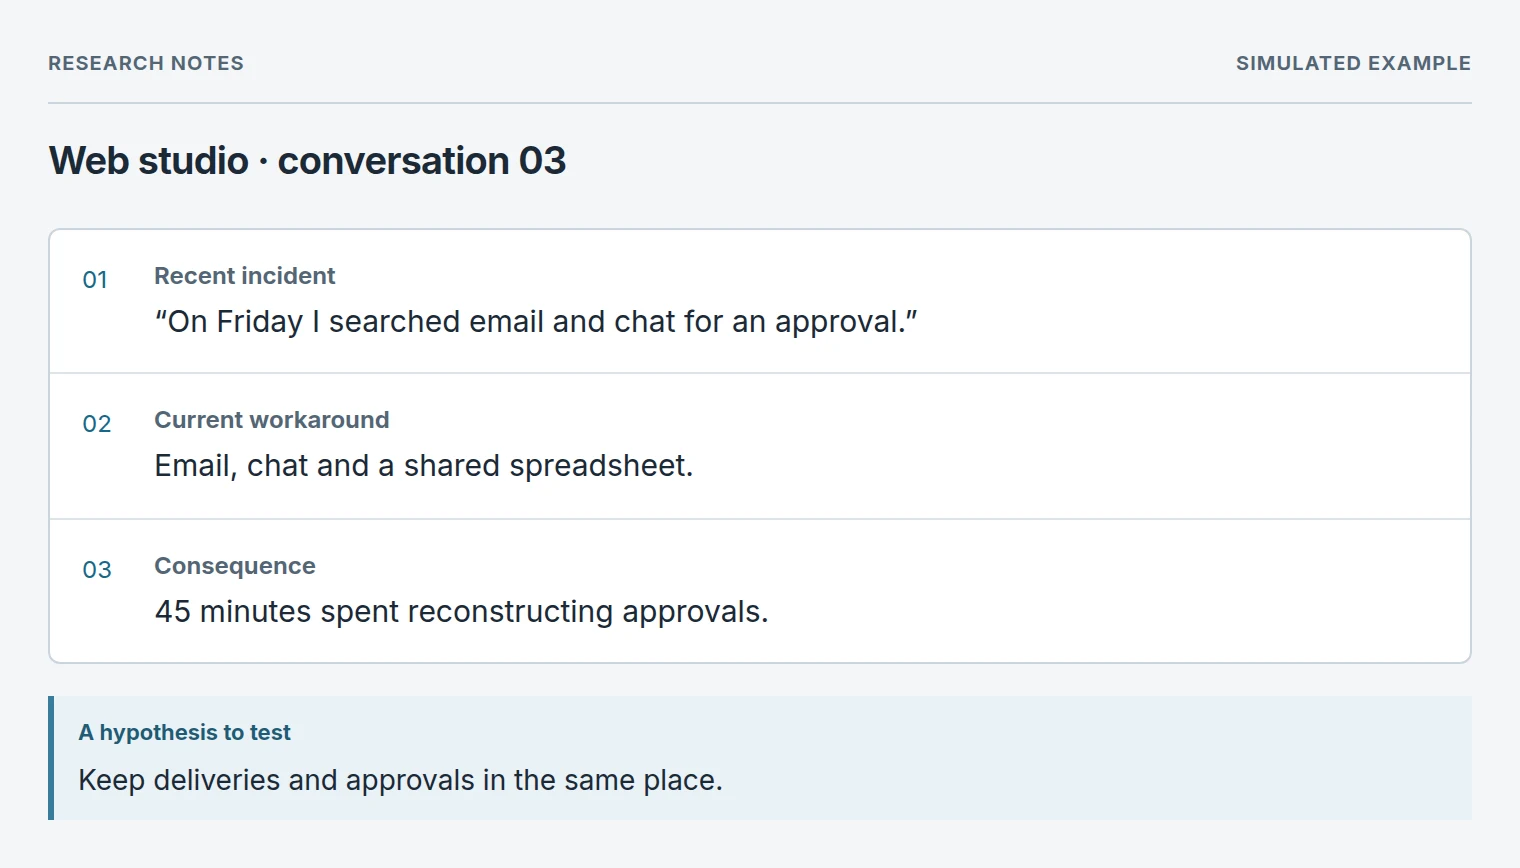 RESEARCH NOTES
SIMULATED EXAMPLE
Web studio · conversation 03
01
Recent incident
“On Friday I searched email and chat for an approval.”
02
Current workaround
Email, chat and a shared spreadsheet.
03
Consequence
45 minutes spent reconstructing approvals.
A hypothesis to test
Keep deliveries and approvals in the same place.